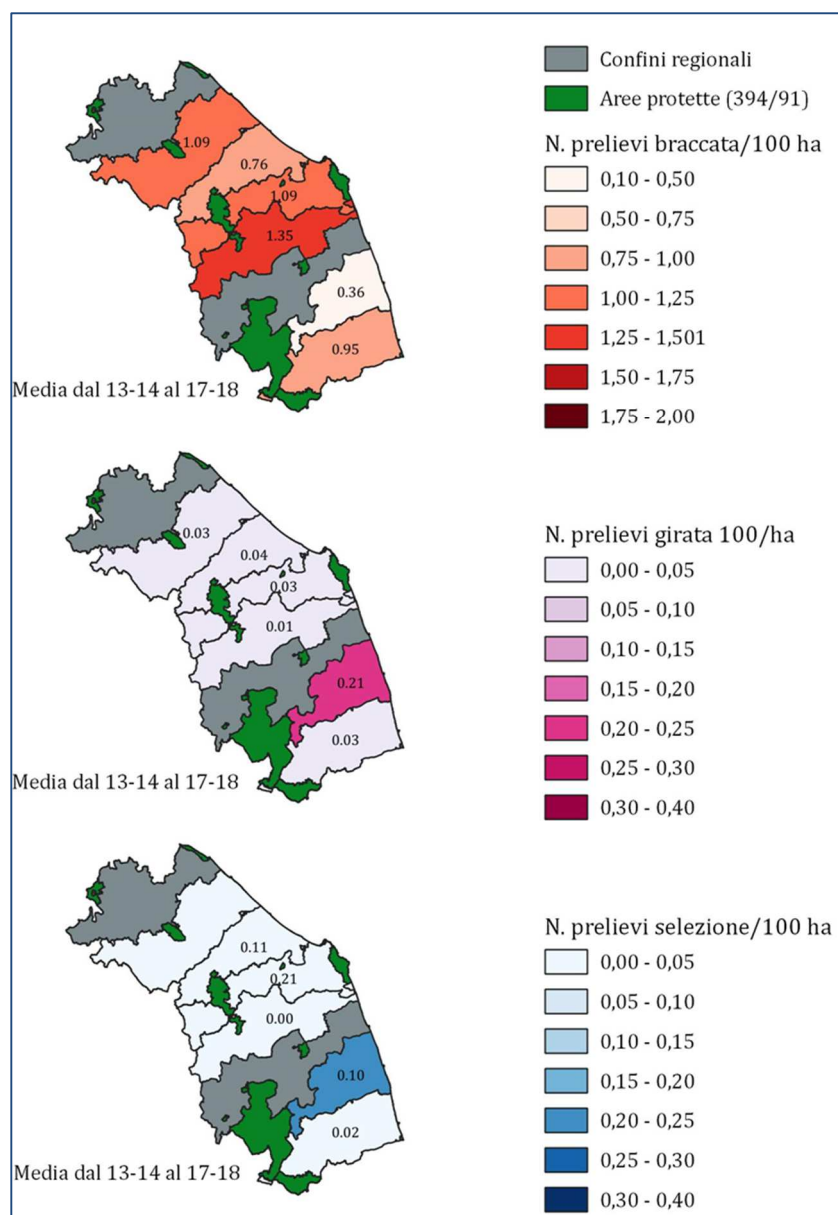 Confini regionali
Aree protette (394/91)
N. prelievi braccata/100 ha
0,10 - 0,50
0,50 - 0,75
0,75 - 1,00
1,00 - 1,25
1,25 - 1,501
1,50 - 1,75
1,75 - 2,00
1.09
0.76
1.09
1.35
0.36
0.95
Media dal 13-14 al 17-18
N. prelievi girata 100/ha
0,00 - 0,05
0,05 - 0,10
0,10 - 0,15
0,15 - 0,20
0,20 - 0,25
0,25 - 0,30
0,30 - 0,40
0.03
0.04
0.03
0.01
0.21
0.03
Media dal 13-14 al 17-18
N. prelievi selezione/100 ha
0,00 - 0,05
0,05 - 0,10
0,10 - 0,15
0,15 - 0,20
0,20 - 0,25
0,25 - 0,30
0,30 - 0,40
0.11
0.21
0.00
0.10
0.02
Media dal 13-14 al 17-18